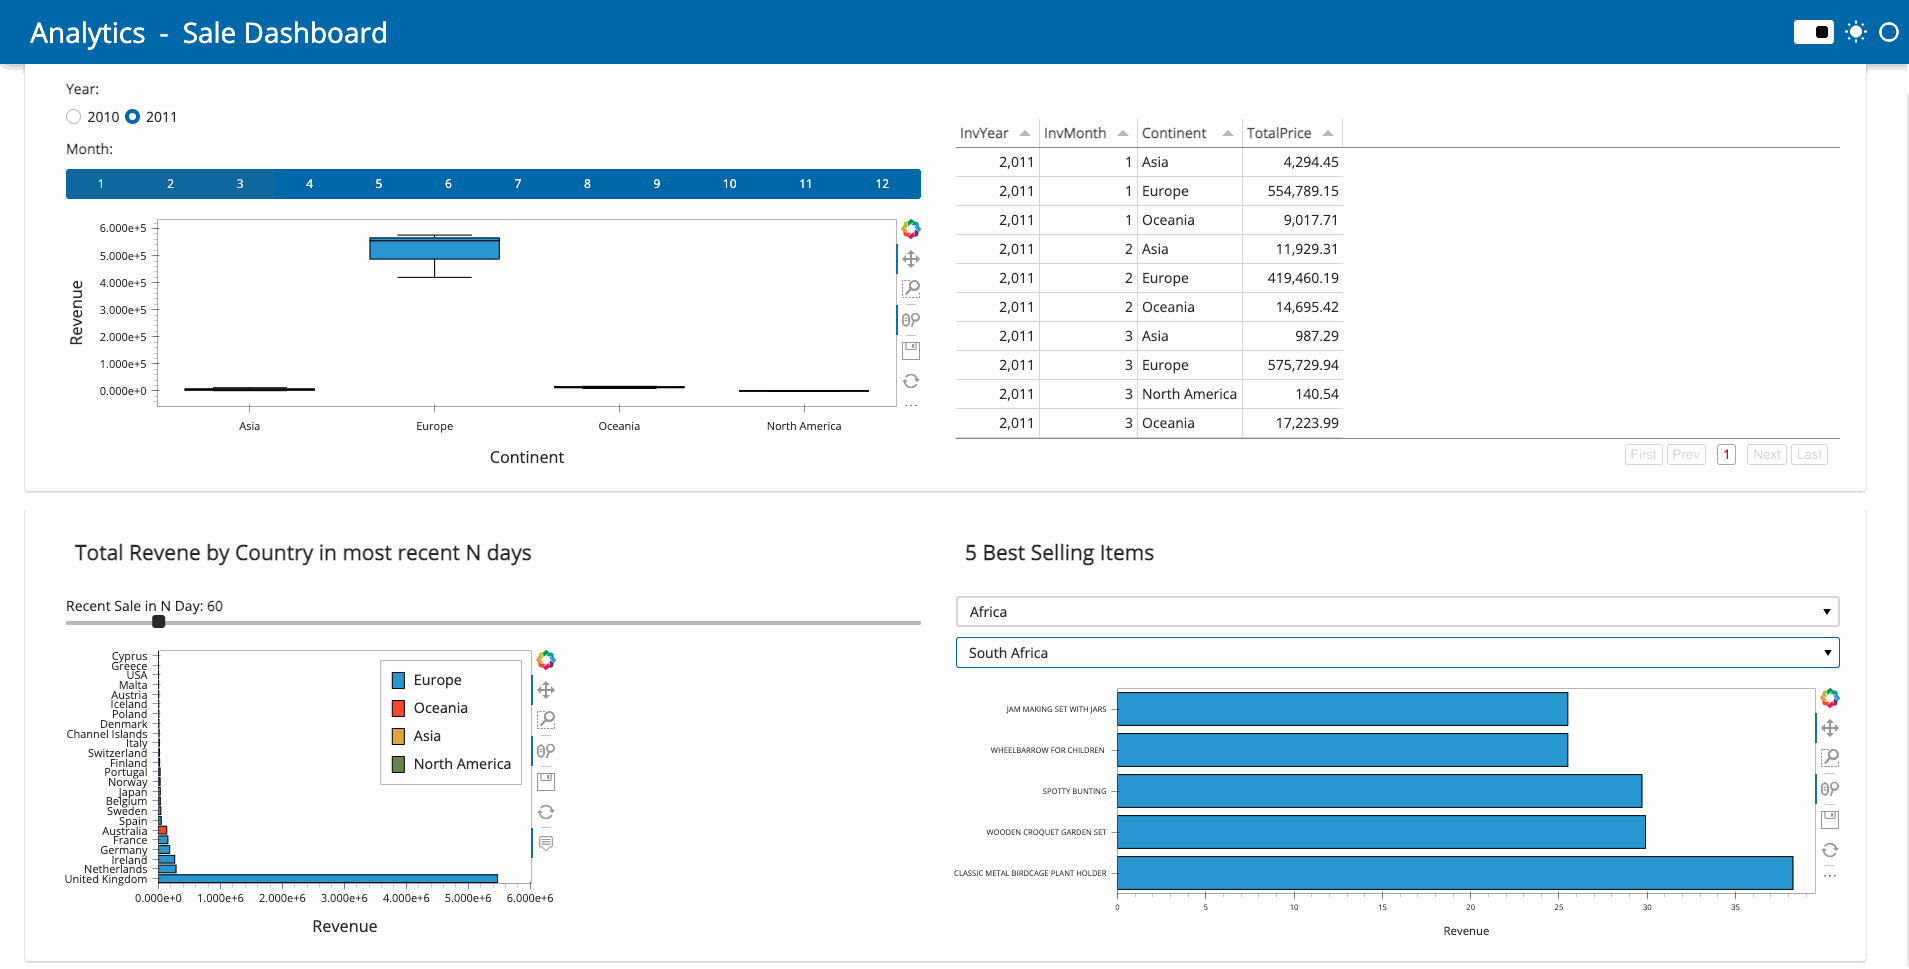 Analytics - Sale Dashboard
Year:
2010 2011
Month:
1 2 3 4 5 6 7 8 9 10 11 12
6.000e+5
5.000e+5
4.000e+5
3.000e+5
2.000e+5
1.000e+5
0.000e+0
Revenue
Asia Europe Oceania North America
Continent
InvYear InvMonth Continent TotalPrice
2,011 1 Asia 4,294.45
2,011 1 Europe 554,789.15
2,011 1 Oceania 9,017.71
2,011 2 Asia 11,929.31
2,011 2 Europe 419,460.19
2,011 2 Oceania 14,695.42
2,011 3 Asia 987.29
2,011 3 Europe 575,729.94
2,011 3 North America 140.54
2,011 3 Oceania 17,223.99
First Prev 1 Next Last
Total Revene by Country in most recent N days
Recent Sale in N Day: 60
Cyprus
Greece
USA
Malta
Austria
Iceland
Poland
Denmark
Channel Islands
Italy
Switzerland
Finland
Portugal
Norway
Japan
Belgium
Sweden
Spain
Australia
France
Germany
Ireland
Netherlands
United Kingdom
0.000e+0 1.000e+6 2.000e+6 3.000e+6 4.000e+6 5.000e+6 6.000e+6
Revenue
Europe
Oceania
Asia
North America
5 Best Selling Items
Africa
South Africa
JAM MAKING SET WITH JARS
WHEELBARROW FOR CHILDREN
SPOTTY BUNTING
WOODEN CROQUET GARDEN SET
CLASSIC METAL BIRDCAGE PLANT HOLDER
0 5 10 15 20 25 30 35
Revenue